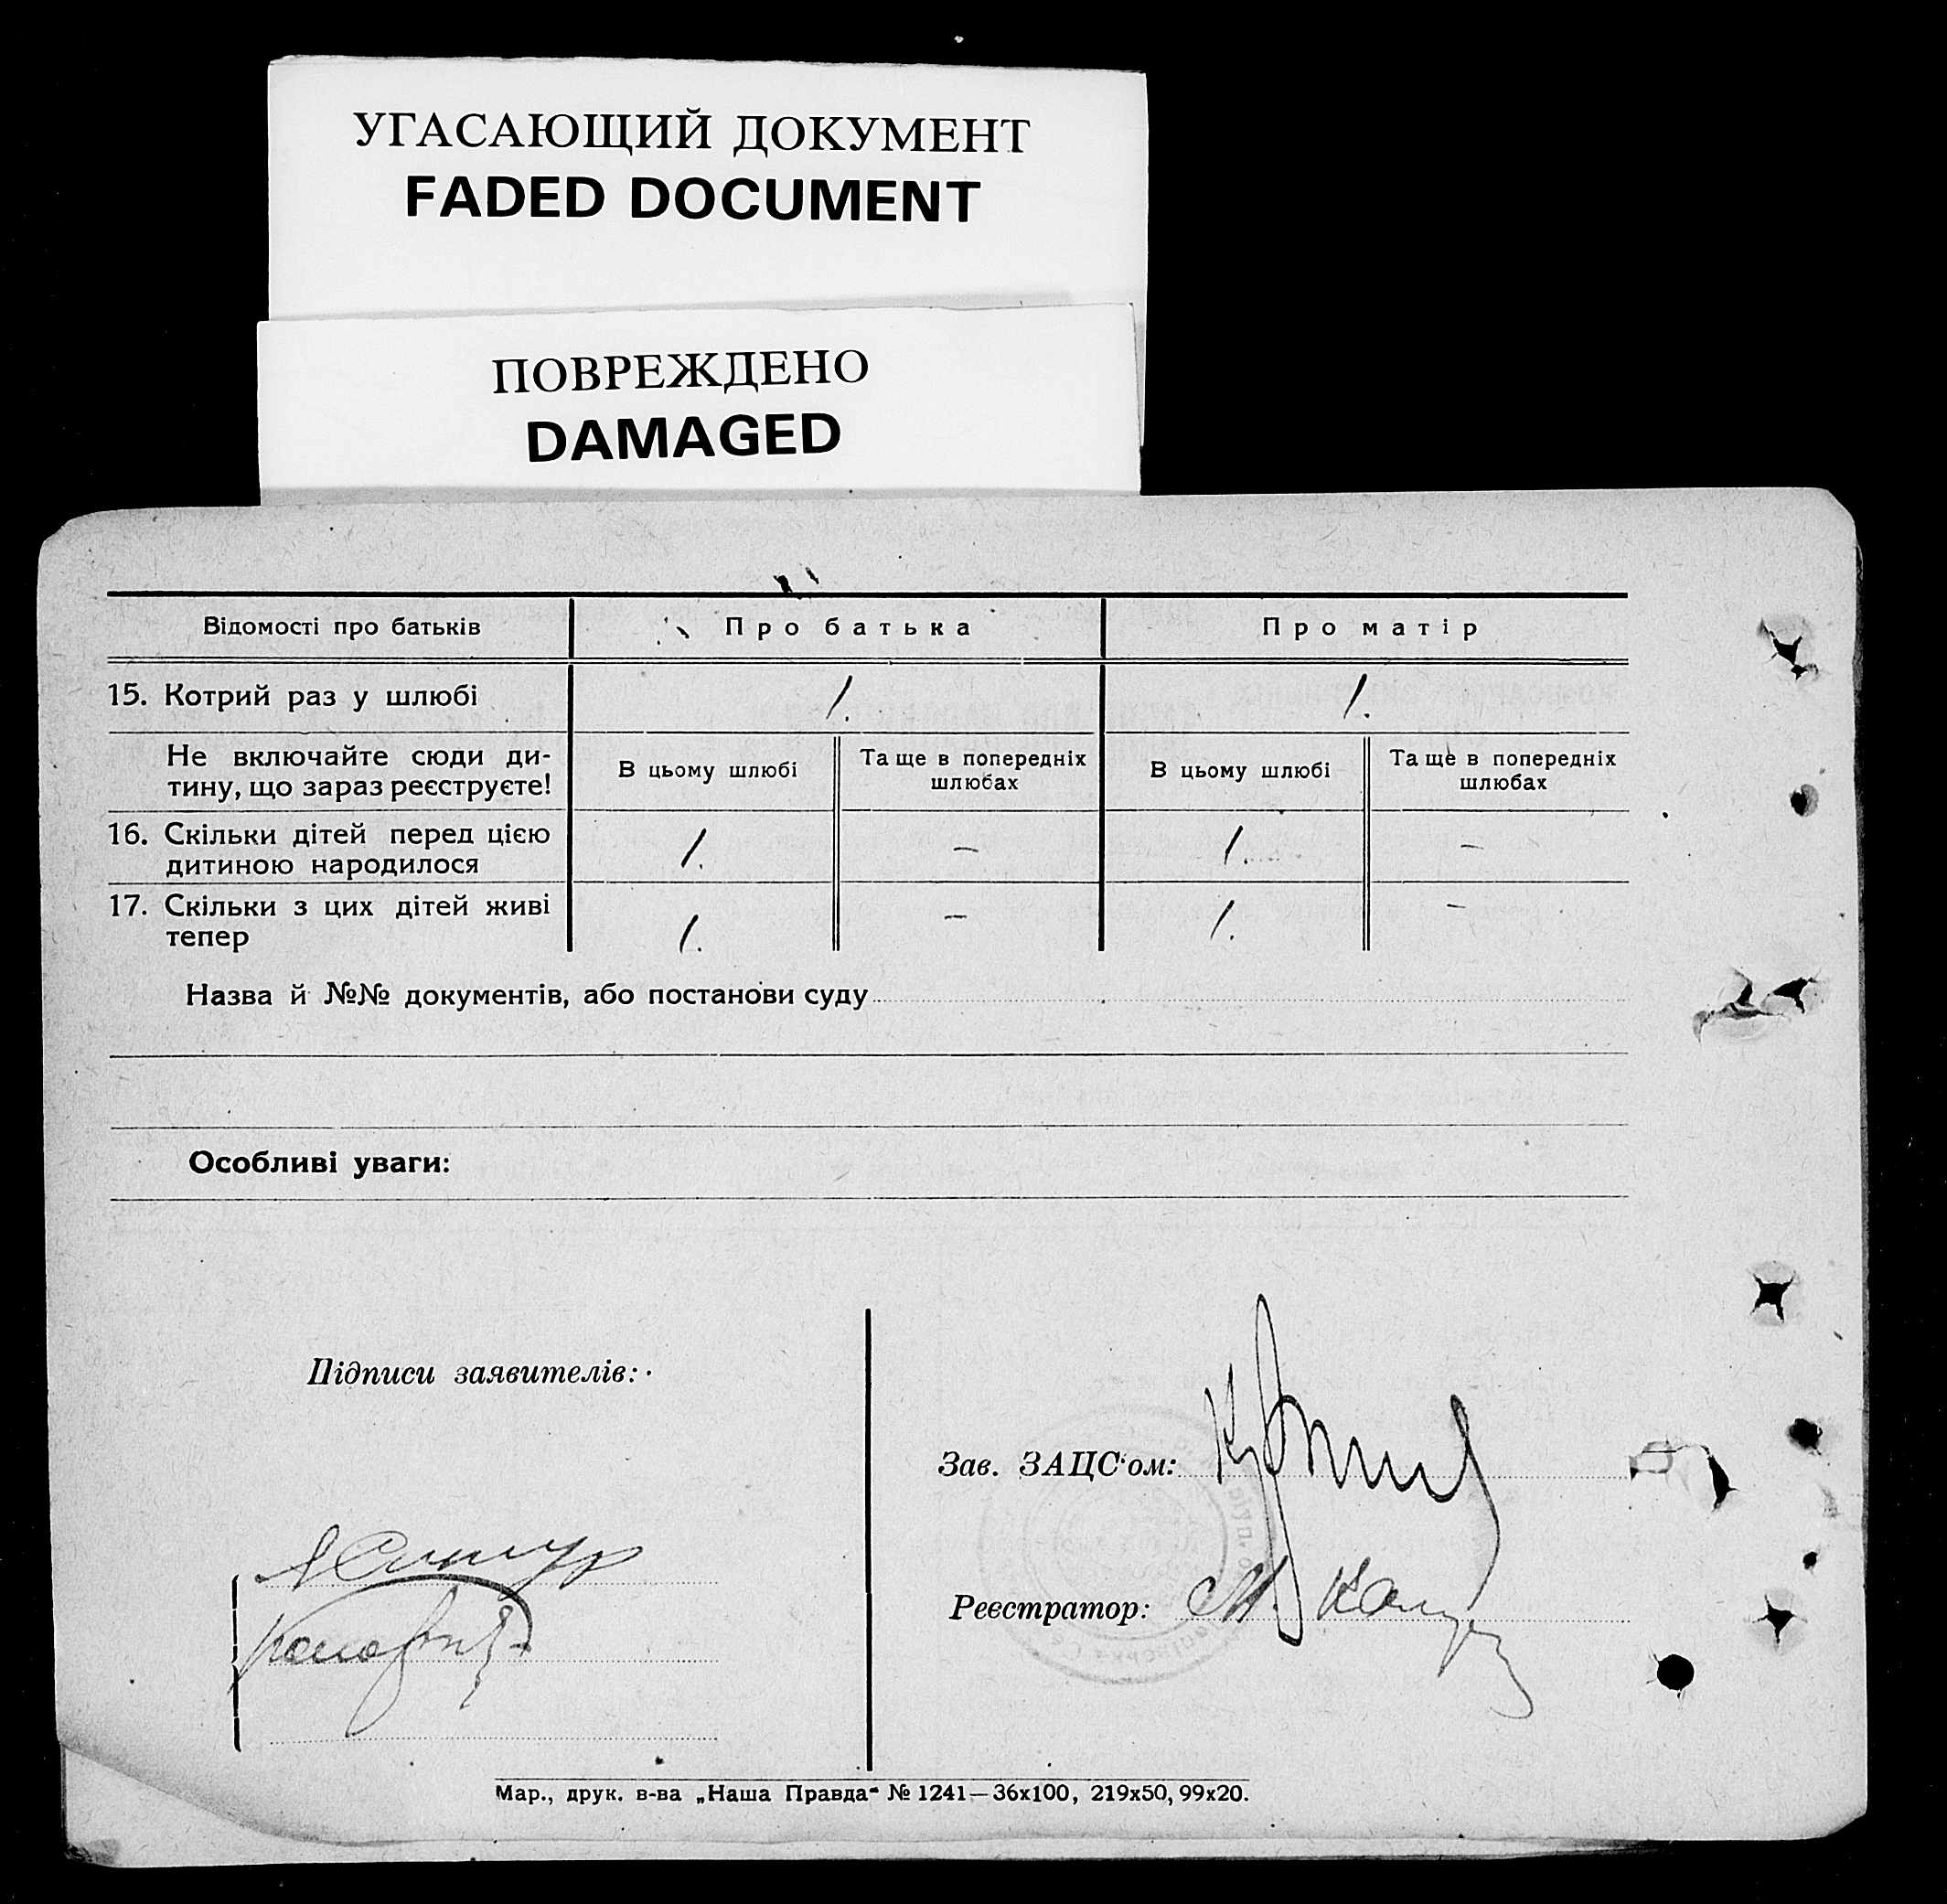 УГАСАЮЩИЙ ДОКУМЕНТ
FADED DOCUMENT
ПОВРЕЖДЕНО
DAMAGED
Відомості про батьків Про батька Про матір
15. Котрий раз у шлюбі 1. 1.
Не включайте сюди ди-
тину, що зараз реєструєте!
В цьому шлюбі
Та ще в попередніх
шлюбах
В цьому шлюбі
Та ще в попередніх
шлюбах
16. Скільки дітей перед цією
дитиною народилося
1. – 1. –
17. Скільки з цих дітей живі
тепер
1. – 1. –
Назва й №№ документів, або постанови суду
Особливі уваги:
Підписи заявителів:
Зав. ЗАЦС'ом:
Реєстратор: М.
Мар., друк. в-ва „Наша Правда“ № 1241—36х100, 219х50, 99х20.